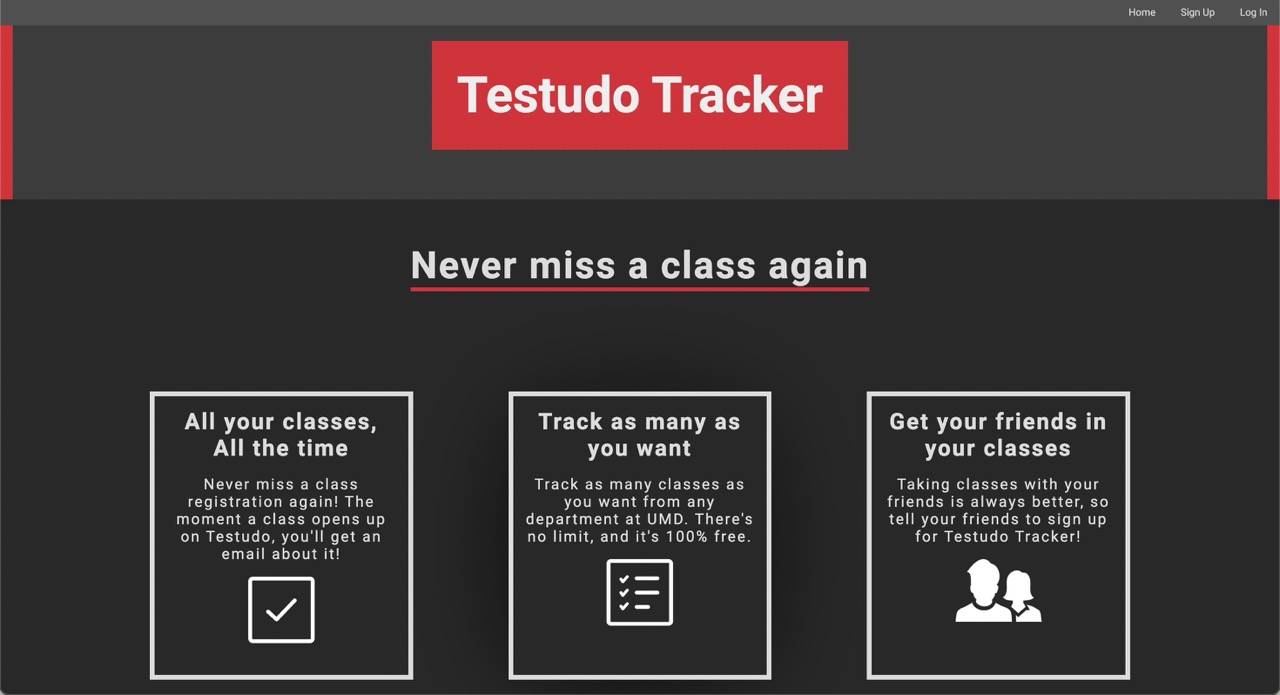 Home Sign Up Log In
Testudo Tracker
Never miss a class again
All your classes,
All the time
Never miss a class
registration again! The
moment a class opens up
on Testudo, you'll get an
email about it!
Track as many as
you want
Track as many classes as
you want from any
department at UMD. There's
no limit, and it's 100% free.
Get your friends in
your classes
Taking classes with your
friends is always better, so
tell your friends to sign up
for Testudo Tracker!